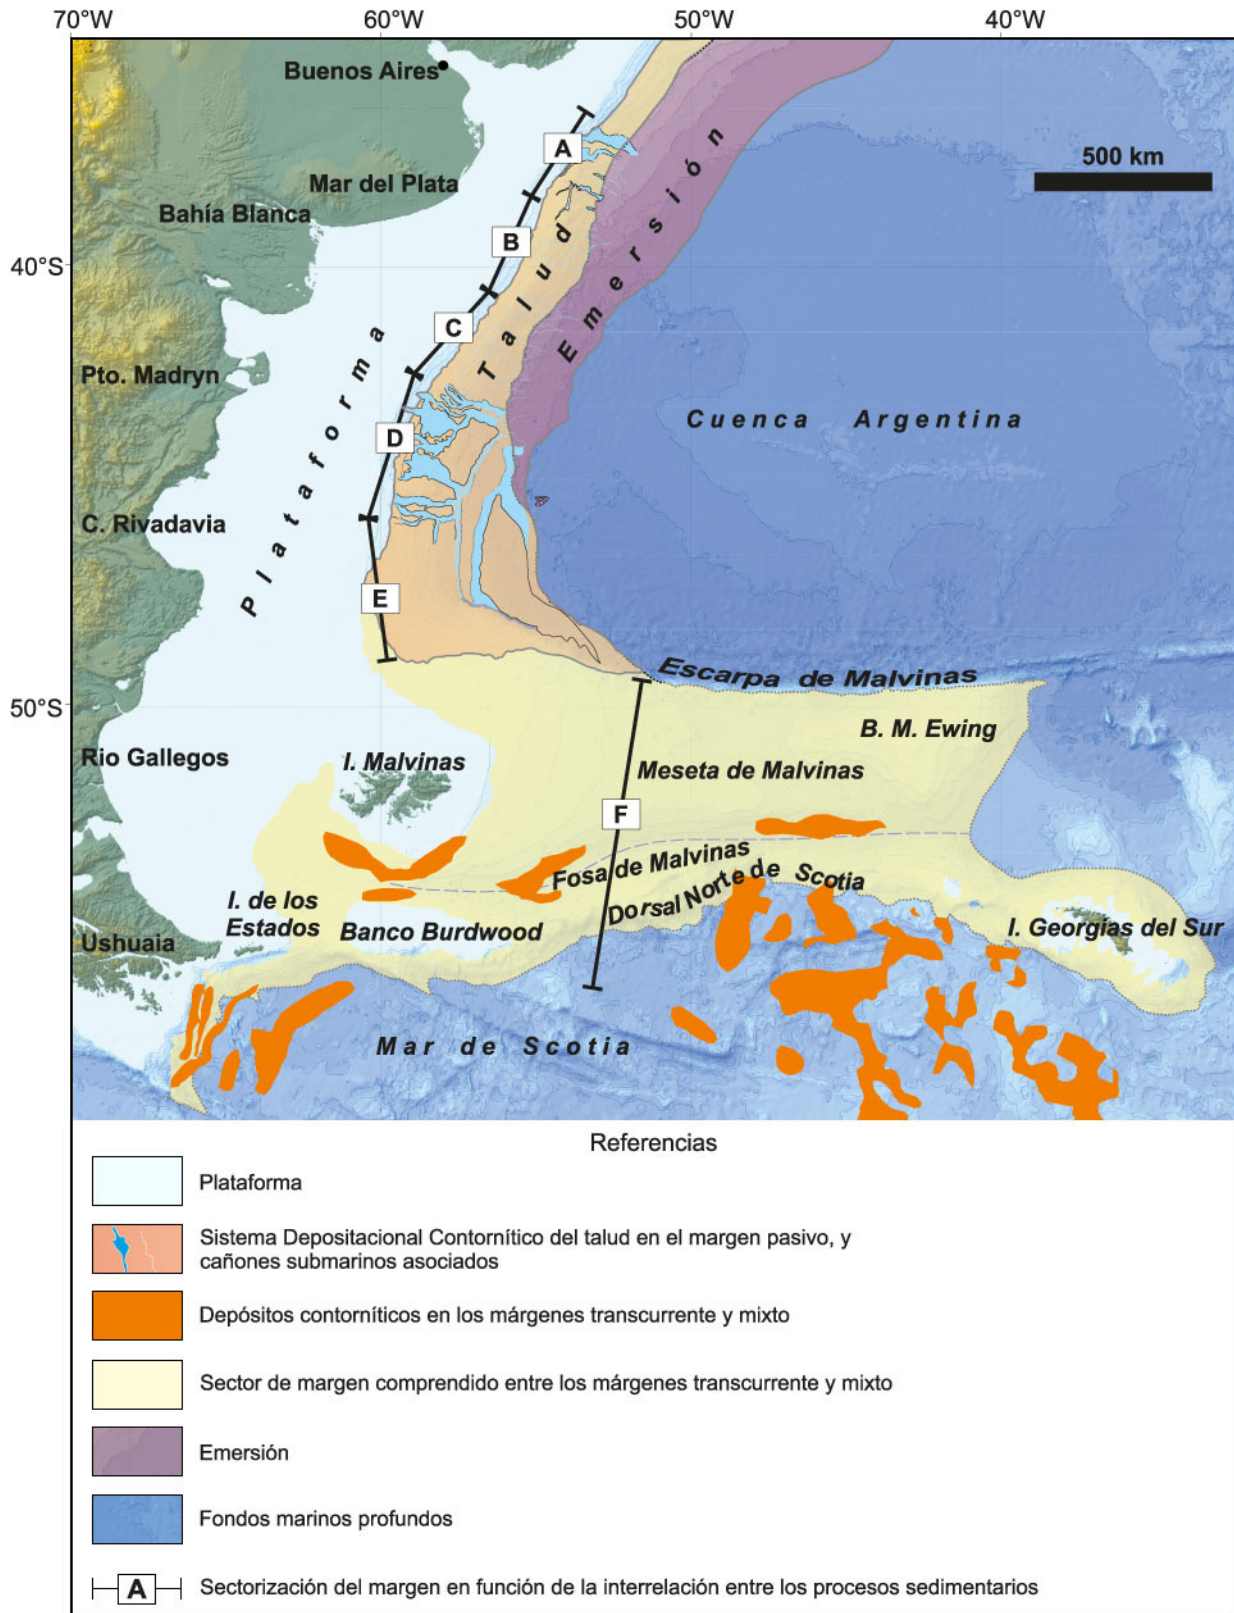 70°W 60°W 50°W 40°W
Buenos Aires
A
500 km
Mar del Plata
Bahía Blanca
B
40°S
Talud
Emersión
C
Plataforma
Pto. Madryn
Cuenca Argentina
D
C. Rivadavia
E
Escarpa de Malvinas
50°S
B. M. Ewing
Rio Gallegos
I. Malvinas
Meseta de Malvinas
F
Fosa de Malvinas
Dorsal Norte de Scotia
I. de los
Estados
Banco Burdwood
I. Georgias del Sur
Ushuaia
Mar de Scotia
Referencias
Plataforma
Sistema Depositacional Contornítico del talud en el margen pasivo, y
cañones submarinos asociados
Depósitos contorníticos en los márgenes transcurrente y mixto
Sector de margen comprendido entre los márgenes transcurrente y mixto
Emersión
Fondos marinos profundos
A Sectorización del margen en función de la interrelación entre los procesos sedimentarios